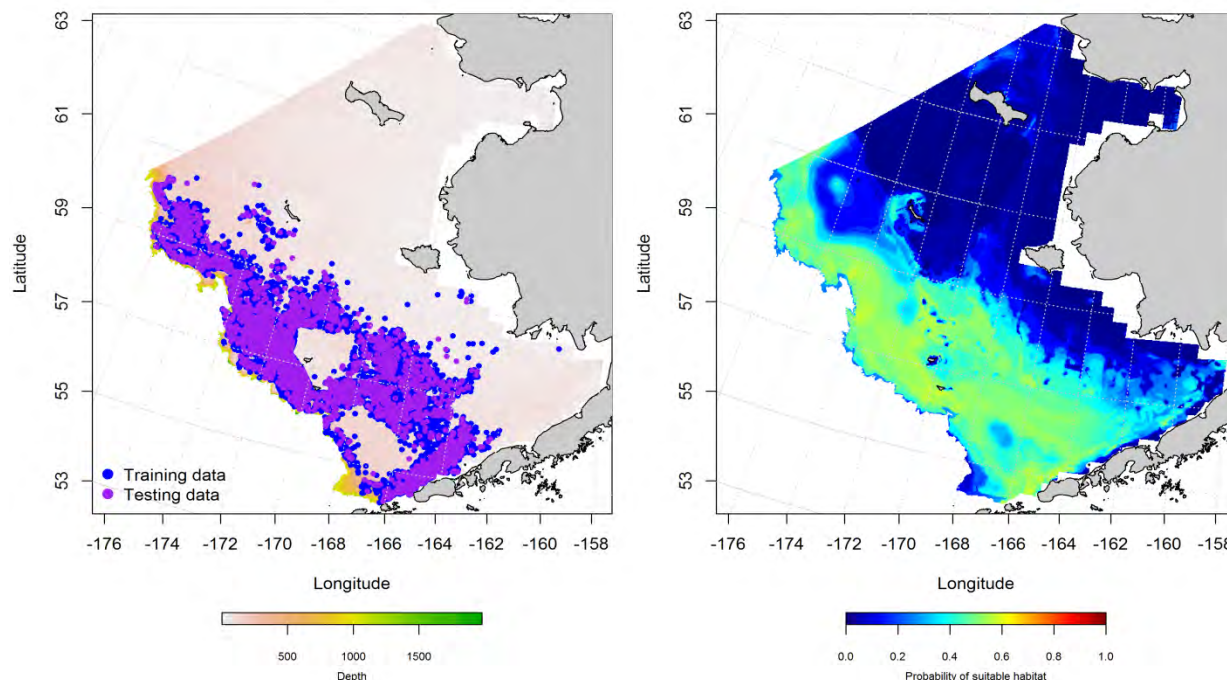 63
61
59
57
55
53
Latitude
Training data
Testing data
-176 -174 -172 -170 -168 -166 -164 -162 -160 -158
Longitude
500 1000 1500
Depth
63
61
59
57
55
53
Latitude
-176 -174 -172 -170 -168 -166 -164 -162 -160 -158
Longitude
0.0 0.2 0.4 0.6 0.8 1.0
Probability of suitable habitat